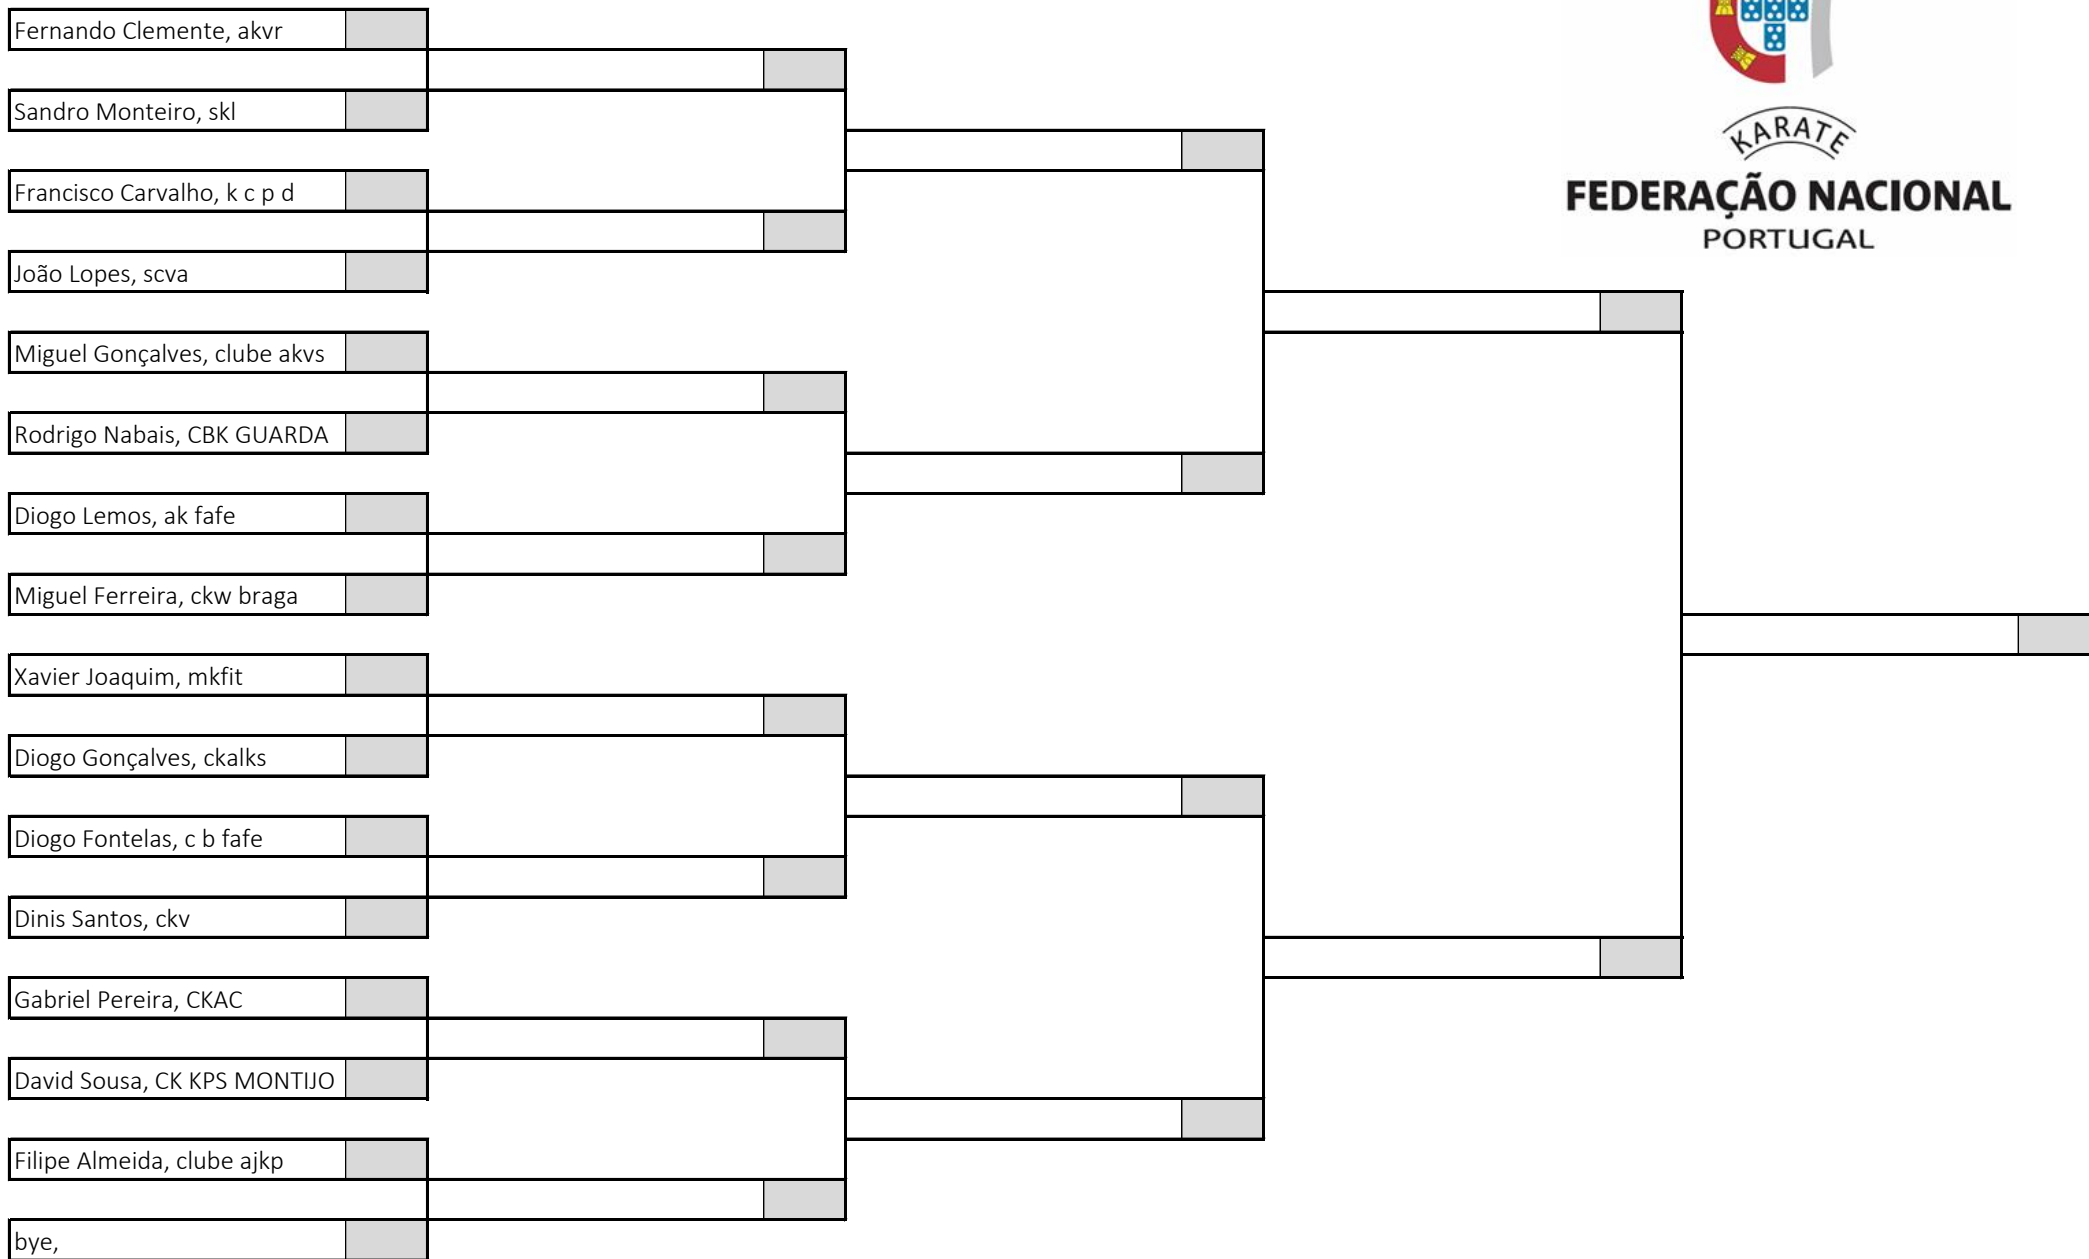 Fernando Clemente, akvr
Sandro Monteiro, skl
Francisco Carvalho, k c p d
João Lopes, scva
Miguel Gonçalves, clube akvs
Rodrigo Nabais, CBK GUARDA
Diogo Lemos, ak fafe
Miguel Ferreira, ckw braga
Xavier Joaquim, mkfit
Diogo Gonçalves, ckalks
Diogo Fontelas, c b fafe
Dinis Santos, ckv
Gabriel Pereira, CKAC
David Sousa, CK KPS MONTIJO
Filipe Almeida, clube ajkp
bye,
KARATE
FEDERAÇÃO NACIONAL
PORTUGAL